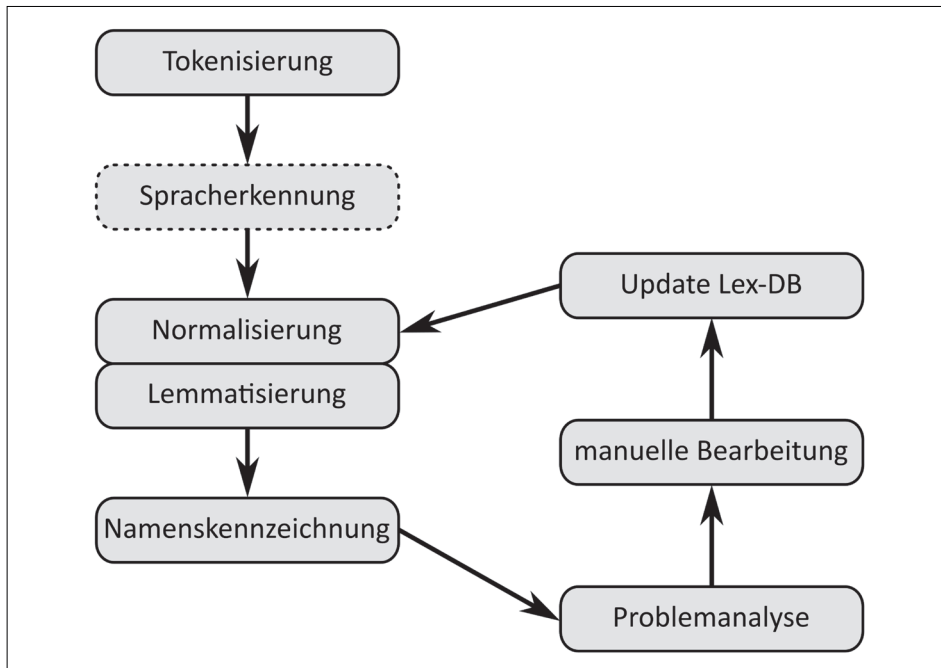 Tokenisierung
Spracherkennung
Normalisierung
Lemmatisierung
Namenskennzeichnung
Update Lex-DB
manuelle Bearbeitung
Problemanalyse